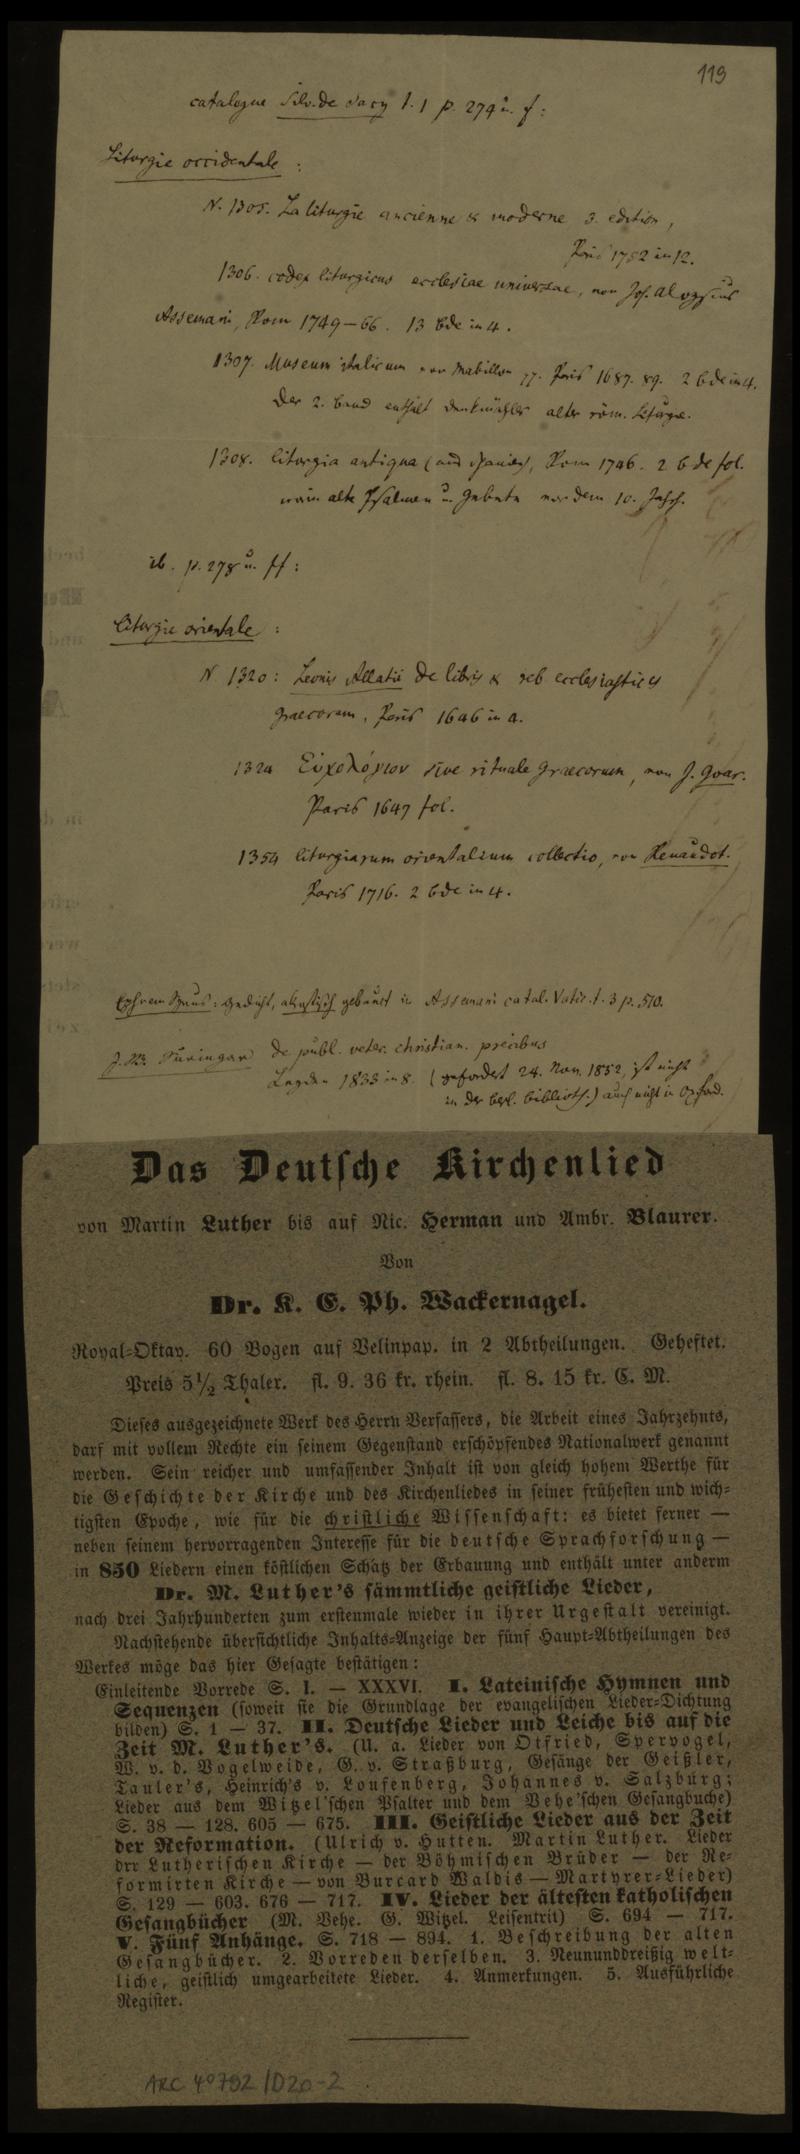 119
catalogue Silv. de Sacy t. 1 p. 274 u. f:
Liturgie occidentale :
N. 1305. La liturgie ancienne & moderne 3. edition,
Paris 1752 in 12.
1306. codex liturgicus ecclesiae universae, von Jos. Aloysius
Assemani, Rom 1749–66. 13 Bde in 4.
1307. Museum italicum von Mabillon Paris 1687. 89. 2 bde in 4.
Der 2. band enthält denkmähler alter röm. Liturgie.
1308. liturgia antiqua (aus Spanien), Rom 1746. 2 bde fol.
worin alte Psalmen u. Gebete vor dem 10. Jahrh.
ib. p. 278 u. ff:
Liturgie orientale :
N 1320: Leonis Allatii de libris & reb ecclesiasticis
graecorum, Paris 1646 in 4.
1324 Εὐχολόγιον sive rituale graecorum, von J. Goar.
Paris 1647 fol.
1354 liturgiarum orientalium collectio, von Renaudot.
Paris 1716. 2 bde in 4.
Ephrem Syrus: Gedicht, akrostisch gebaut in Assemani catal. Vatic. t. 3 p. 510.
Suringar de publ. veter. christian. precibus
Leyden 1833 in 8. (gefordert 24. Nov. 1852, ist nicht
in der berl. biblioth.) auch nicht in Oxford.
Das Deutsche Kirchenlied
von Martin Luther bis auf Nic. Herman und Ambr. Blaurer.
Von
Dr. K. E. Ph. Wackernagel.
Royal-Oktav. 60 Bogen auf Velinpap. in 2 Abtheilungen. Geheftet.
Preis 5 1/2 Thaler. fl. 9. 36 kr. rhein. fl. 8. 15 kr. C. M.
Dieses ausgezeichnete Werk des Herrn Verfassers, die Arbeit eines Jahrzehnts,
darf mit vollem Rechte ein seinem Gegenstand erschöpfendes Nationalwerk genannt
werden. Sein reicher und umfassender Inhalt ist von gleich hohem Werthe für
die Geschichte der Kirche und des Kirchenliedes in seiner frühesten und wich-
tigsten Epoche, wie für die christliche Wissenschaft: es bietet ferner —
neben seinem hervorragenden Interesse für die deutsche Sprachforschung —
in 850 Liedern einen köstlichen Schatz der Erbauung und enthält unter anderm
Dr. M. Luther's sämmtliche geistliche Lieder,
nach drei Jahrhunderten zum erstenmale wieder in ihrer Urgestalt vereinigt.
Nachstehende übersichtliche Inhalts-Anzeige der fünf Haupt-Abtheilungen des
Werkes möge das hier Gesagte bestätigen:
Einleitende Vorrede S. I. — XXXVI. I. Lateinische Hymnen und
Sequenzen (soweit sie die Grundlage der evangelischen Lieder-Dichtung
bilden) S. 1 — 37. II. Deutsche Lieder und Leiche bis auf die
Zeit M. Luther's. (U. a. Lieder von Otfried, Spervogel,
W. v. d. Vogelweide, G. v. Straßburg, Gesänge der Geißler,
Tauler's, Heinrich's v. Loufenberg, Johannes v. Salzburg;
Lieder aus dem Witzel'schen Psalter und dem Vehe'schen Gesangbuche)
S. 38 — 128. 605 — 675. III. Geistliche Lieder aus der Zeit
der Reformation. (Ulrich v. Hutten. Martin Luther. Lieder
drr Lutherischen Kirche — der Böhmischen Brüder — der Re-
formirten Kirche — von Burcard Waldis — Martyrer-Lieder)
S. 129 — 603. 676 — 717. IV. Lieder der ältesten katholischen
Gesangbücher (M. Vehe. G. Witzel. Leisentrit) S. 694 — 717.
V. Fünf Anhänge. S. 718 — 894. 1. Beschreibung der alten
Gesangbücher. 2. Vorreden derselben. 3. Neununddreißig welt-
liche, geistlich umgearbeitete Lieder. 4. Anmerkungen. 5. Ausführliche
Register.
ARC 4° 792 /D20-2